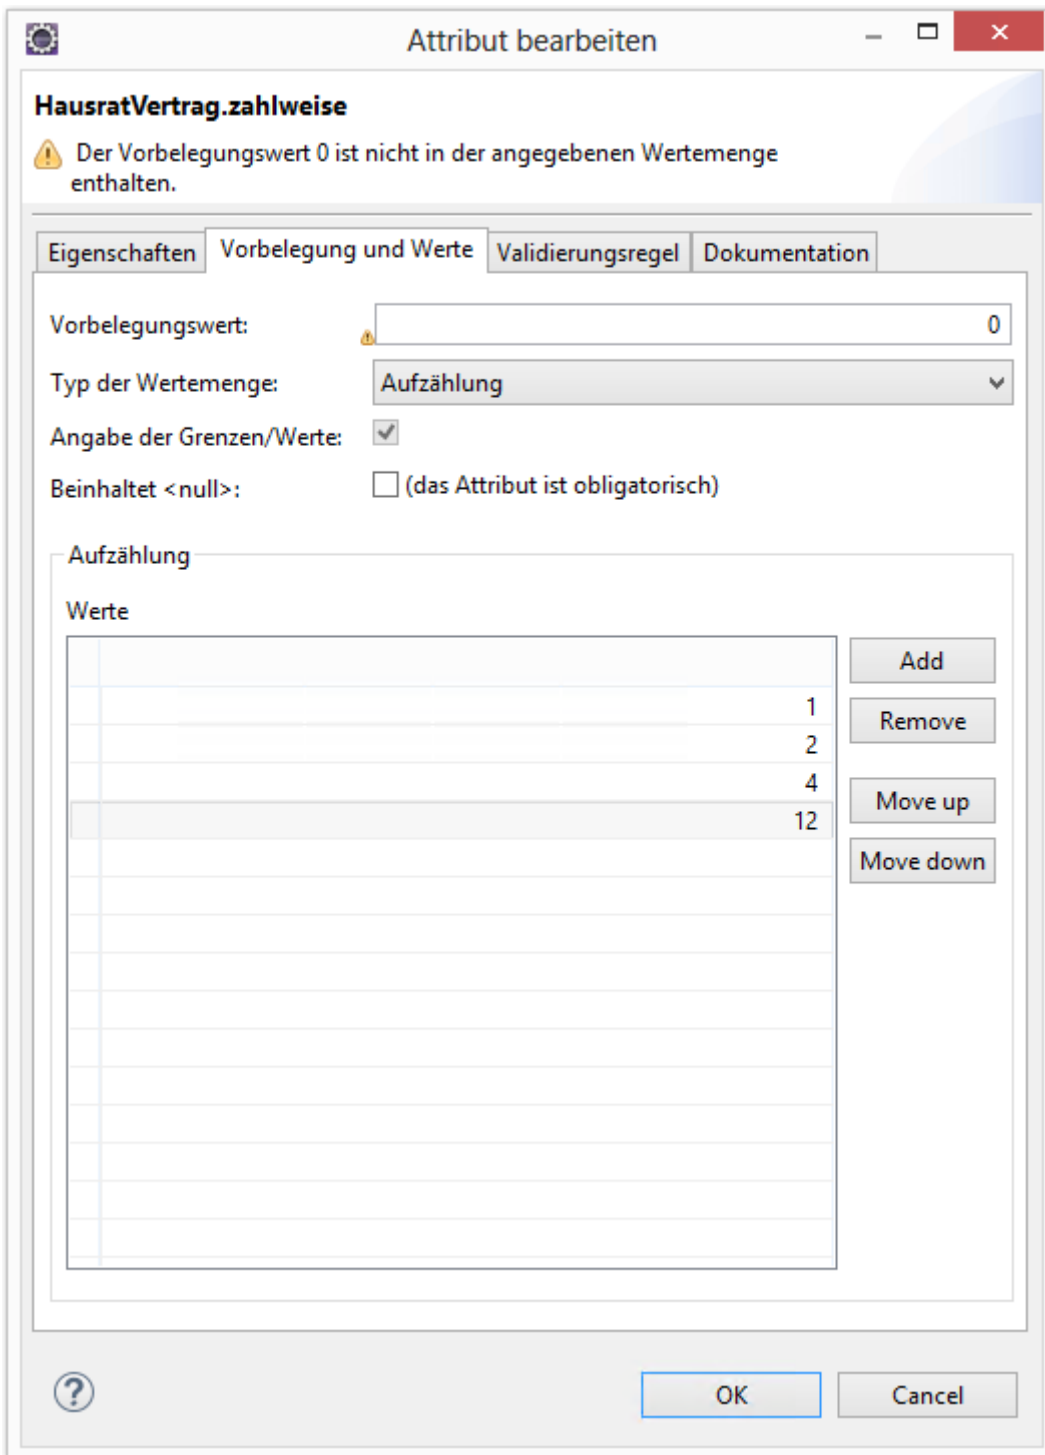 Attribut bearbeiten
HausratVertrag.zahlweise
Der Vorbelegungswert 0 ist nicht in der angegebenen Wertemenge
enthalten.
Eigenschaften Vorbelegung und Werte Validierungsregel Dokumentation
Vorbelegungswert: 0
Typ der Wertemenge: Aufzählung
Angabe der Grenzen/Werte:
Beinhaltet <null>: (das Attribut ist obligatorisch)
Aufzählung
Werte
Add
1
Remove
2
4
Move up
12
Move down
OK Cancel